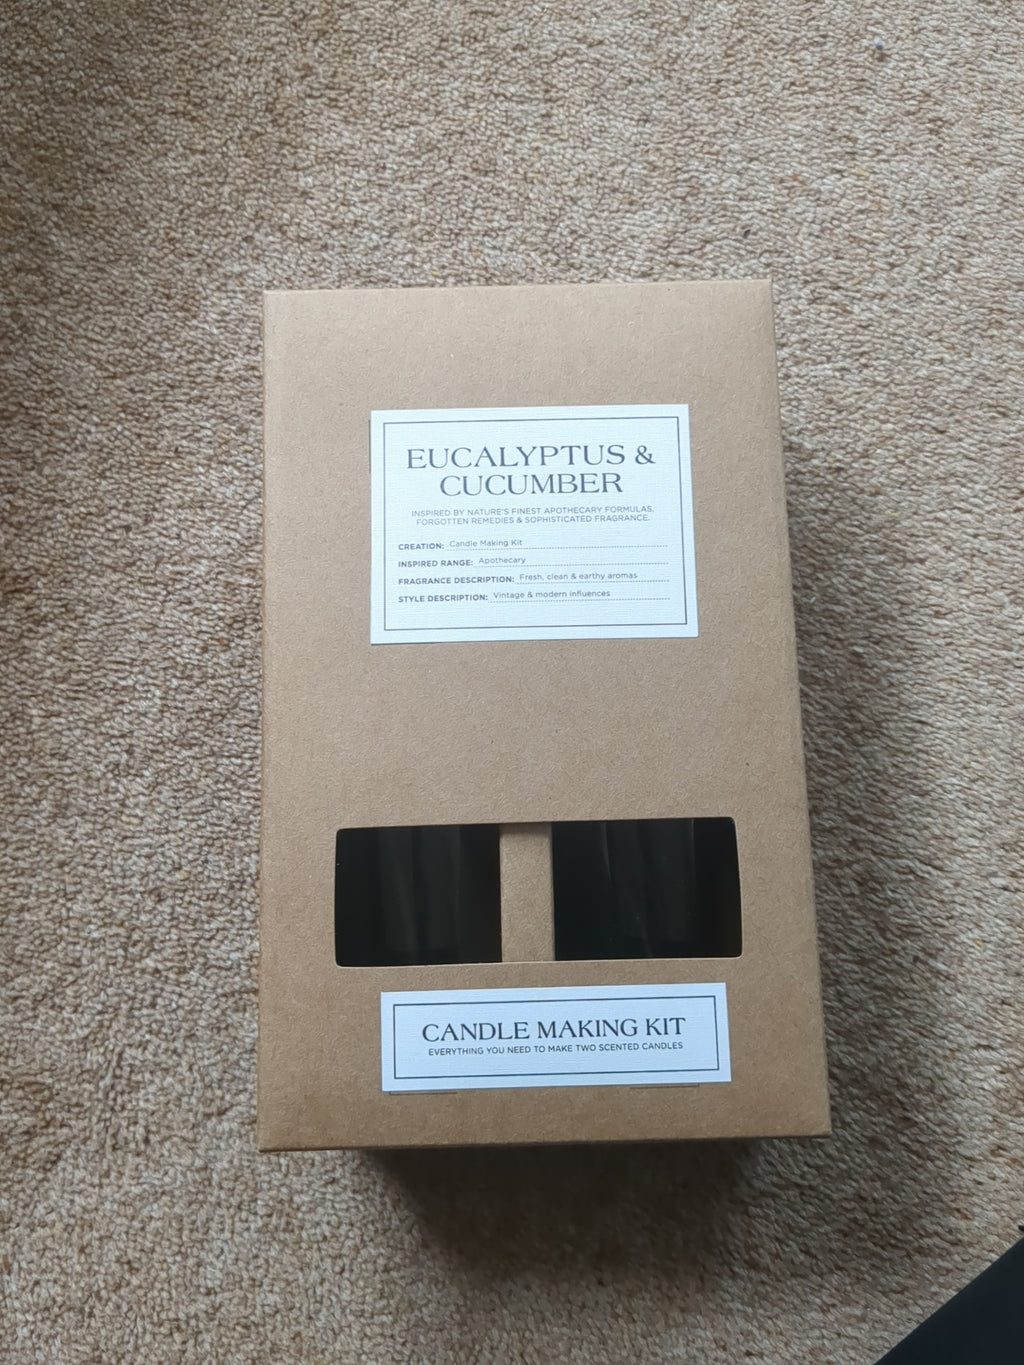 EUCALYPTUS &
CUCUMBER
INSPIRED BY NATURE'S FINEST APOTHECARY FORMULAS,
FORGOTTEN REMEDIES & SOPHISTICATED FRAGRANCE.
CREATION: Candle Making Kit
INSPIRED RANGE: Apothecary
FRAGRANCE DESCRIPTION: Fresh, clean & earthy aromas
STYLE DESCRIPTION: Vintage & modern influences
CANDLE MAKING KIT
EVERYTHING YOU NEED TO MAKE TWO SCENTED CANDLES